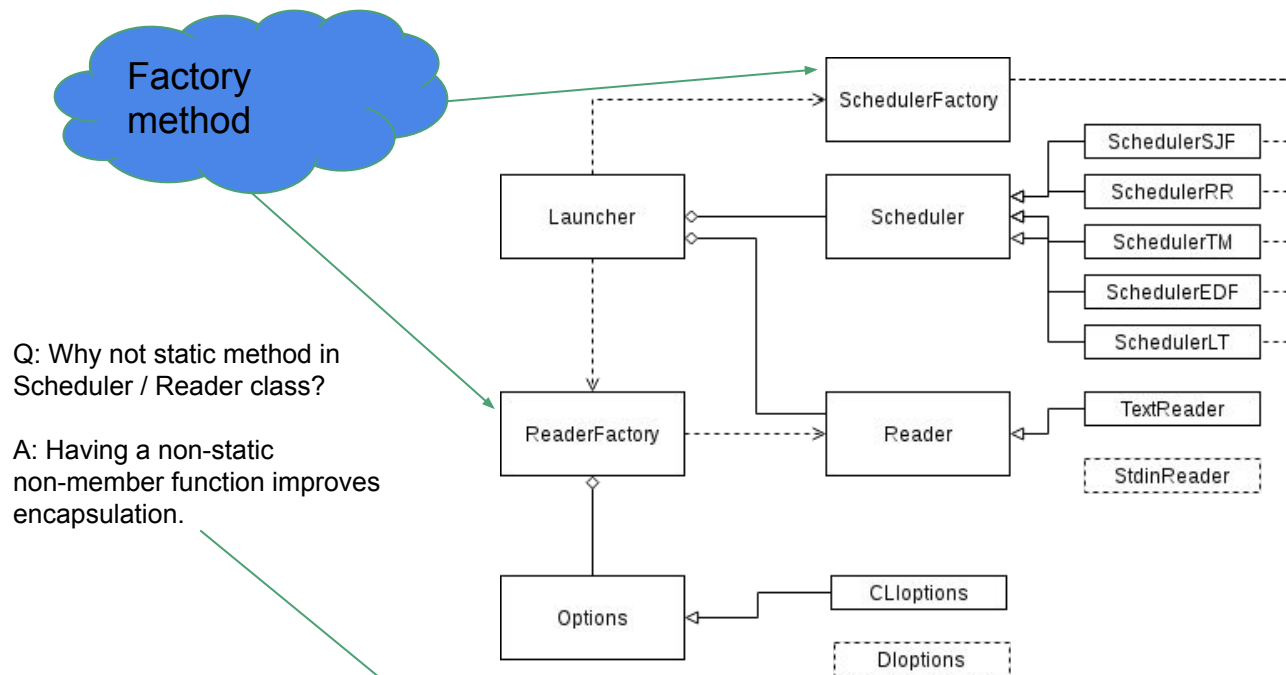 Factory
method
SchedulerFactory
SchedulerSJF
SchedulerRR
Launcher
Scheduler
SchedulerTM
SchedulerEDF
SchedulerLT
Q: Why not static method in
Scheduler / Reader class?
A: Having a non-static
non-member function improves
encapsulation.
ReaderFactory
Reader
TextReader
StdinReader
Options
CLIoptions
DIoptions